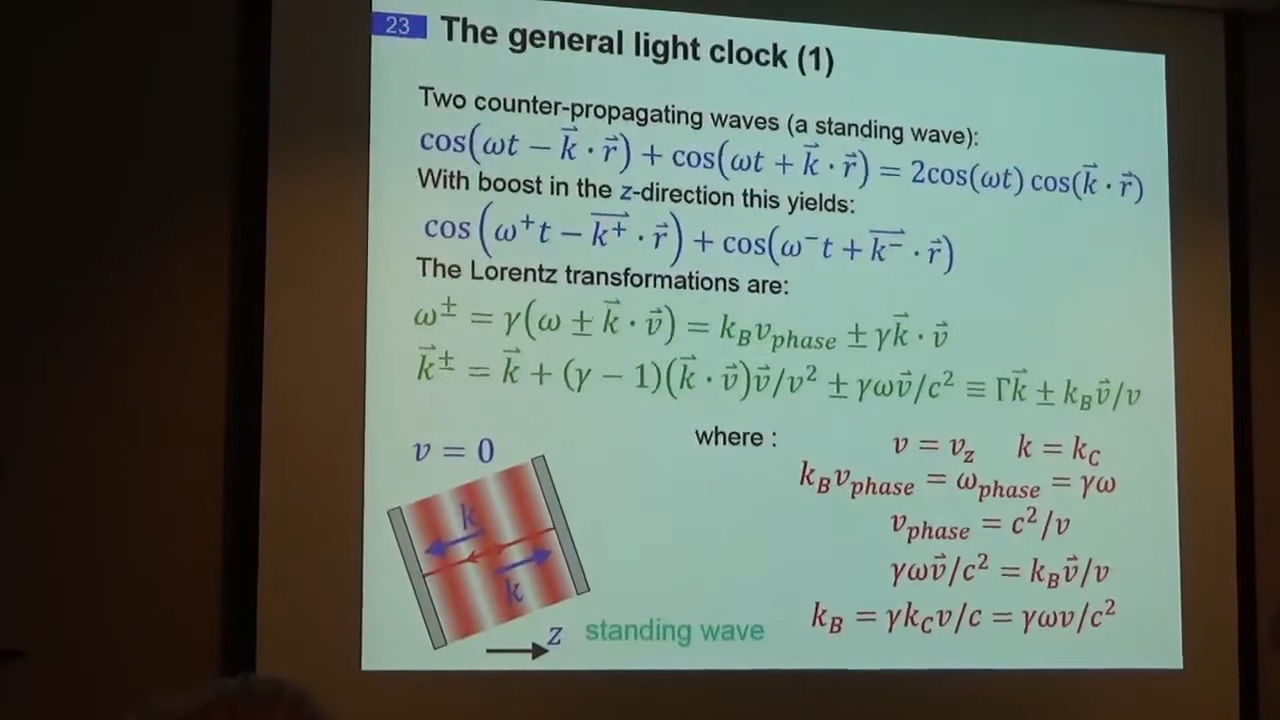 23 The general light clock (1)
Two counter-propagating waves (a standing wave):
cos(ωt − k⃗ · r⃗) + cos(ωt + k⃗ · r⃗) = 2cos(ωt) cos(k⃗ · r⃗)
With boost in the z-direction this yields:
cos(ω⁺t − k⁺⃗ · r⃗) + cos(ω⁻t + k⁻⃗ · r⃗)
The Lorentz transformations are:
ω± = γ(ω ± k⃗ · v⃗) = k_B v_phase ± γk⃗ · v⃗
k⃗± = k⃗ + (γ − 1)(k⃗ · v⃗)v⃗/v² ± γωv⃗/c² ≡ Γk⃗ ± k_B v⃗/v
where :
v = v_z k = k_C
k_B v_phase = ω_phase = γω
v_phase = c²/v
γωv⃗/c² = k_B v⃗/v
k_B = γk_C v/c = γωv/c²
v = 0
k
k
z
standing wave